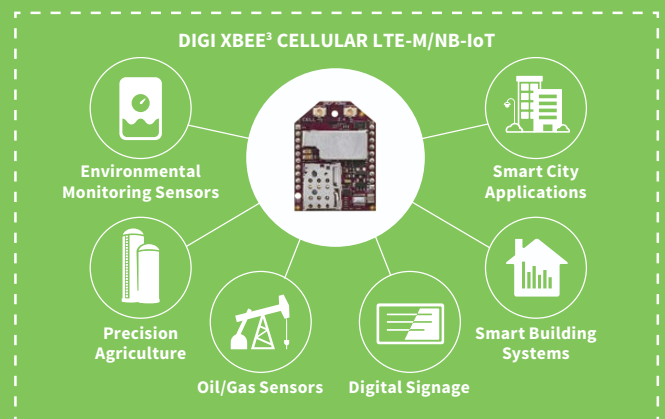 DIGI XBEE³ CELLULAR LTE-M/NB-IoT
Environmental
Monitoring Sensors
Smart City
Applications
Precision
Agriculture
Smart Building
Systems
Oil/Gas Sensors
Digital Signage